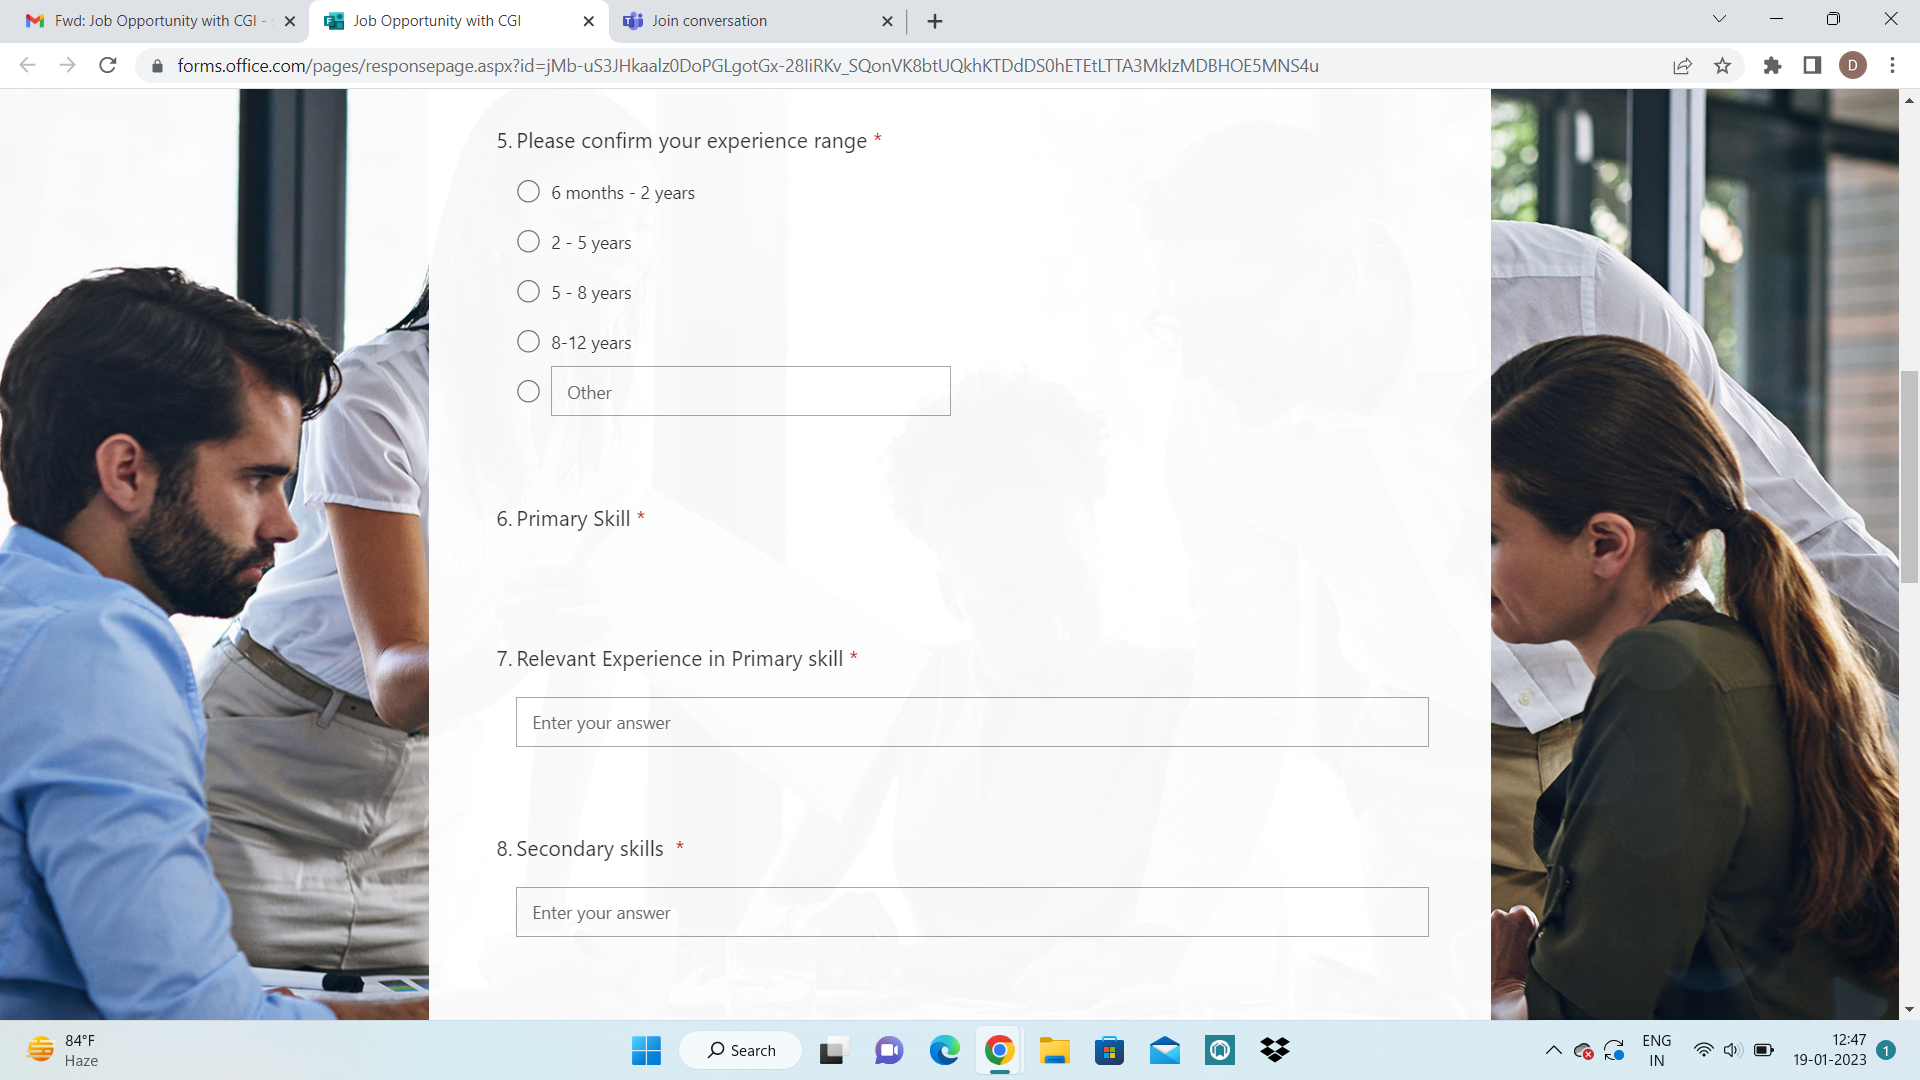 Fwd: Job Opportunity with CGI -
Job Opportunity with CGI
Join conversation
forms.office.com/pages/responsepage.aspx?id=jMb-uS3JHkaalz0DoPGLgotGx-28IiRKv_SQonVK8btUQkhKTDdDS0hETEtLTTA3MklzMDBHOE5MNS4u
D
5. Please confirm your experience range *
6 months - 2 years
2 - 5 years
5 - 8 years
8-12 years
Other
6. Primary Skill *
7. Relevant Experience in Primary skill *
Enter your answer
8. Secondary skills *
Enter your answer
84°F
Haze
Search
ENG
IN
12:47
19-01-2023
1